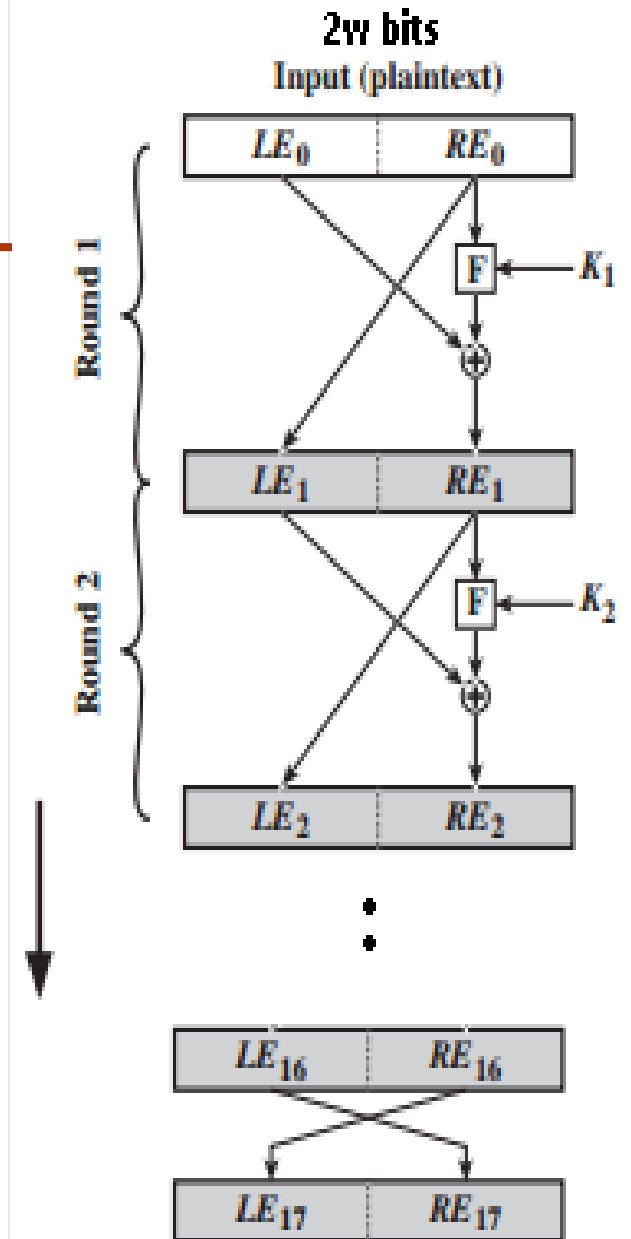 2w bits
Input (plaintext)
LE₀ RE₀
Round 1
F
K₁
+
LE₁ RE₁
Round 2
F
K₂
+
LE₂ RE₂
LE₁₆ RE₁₆
LE₁₇ RE₁₇